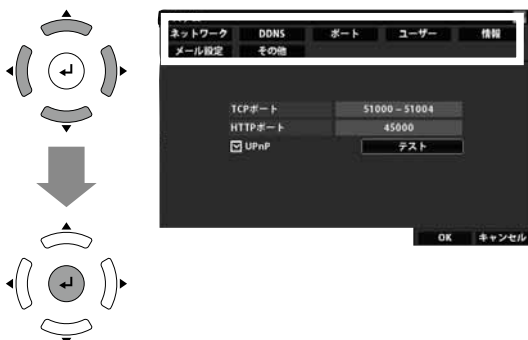 ネットワーク DDNS ポート ユーザー 情報
メール設定 その他
TCPポート 51000 ~ 51004
HTTPポート 45000
UPnP テスト
OK キャンセル